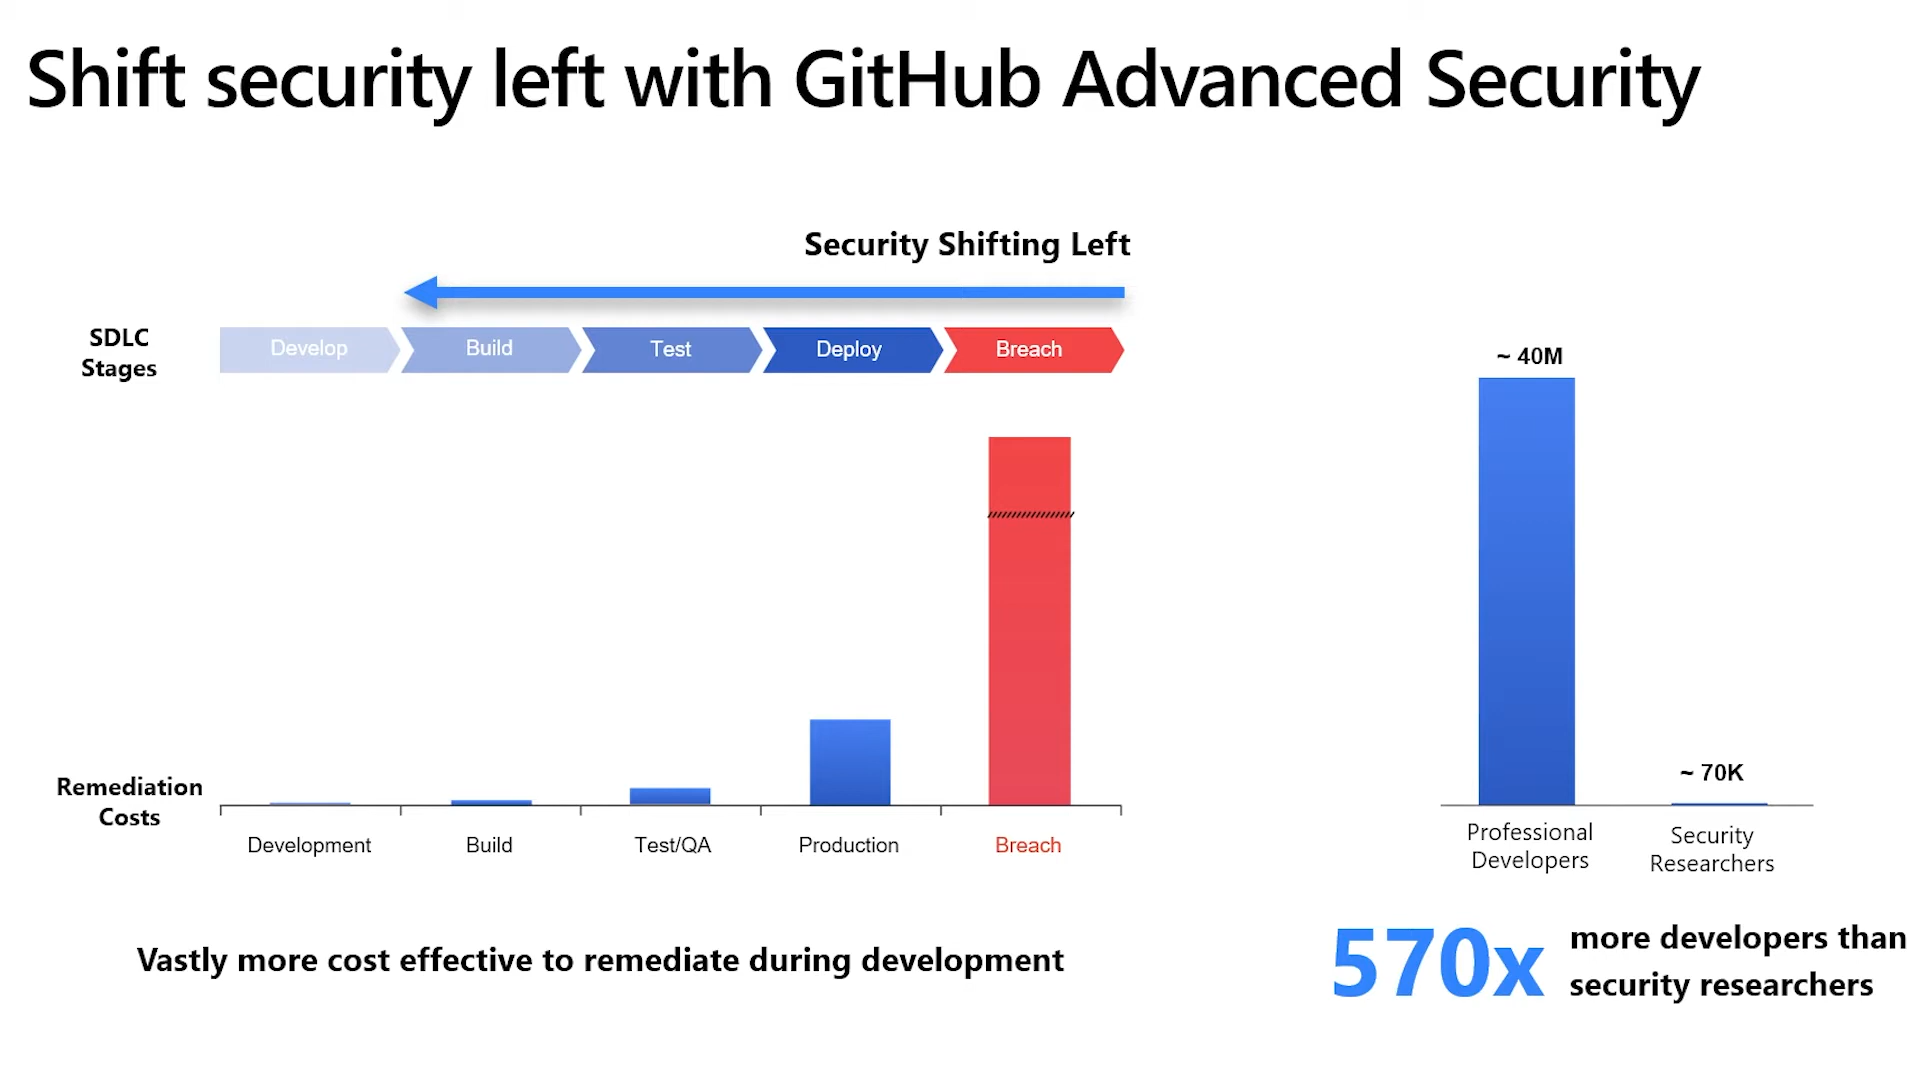 Shift security left with GitHub Advanced Security
Security Shifting Left
SDLC
Stages
Develop
Build
Test
Deploy
Breach
Remediation
Costs
Development
Build
Test/QA
Production
Breach
Vastly more cost effective to remediate during development
~ 40M
~ 70K
Professional
Developers
Security
Researchers
570x
more developers than
security researchers